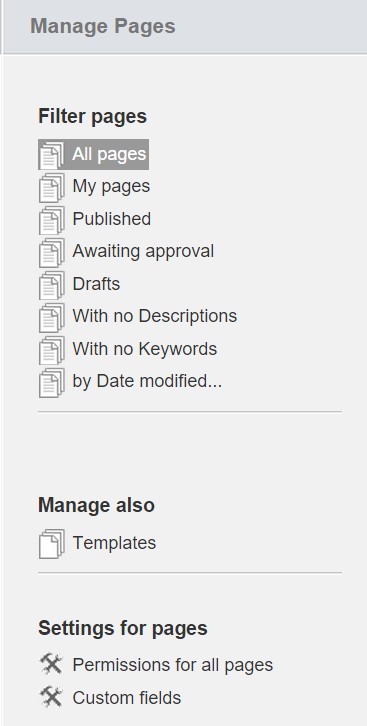 Manage Pages
Filter pages
All pages
My pages
Published
Awaiting approval
Drafts
With no Descriptions
With no Keywords
by Date modified...
Manage also
Templates
Settings for pages
Permissions for all pages
Custom fields